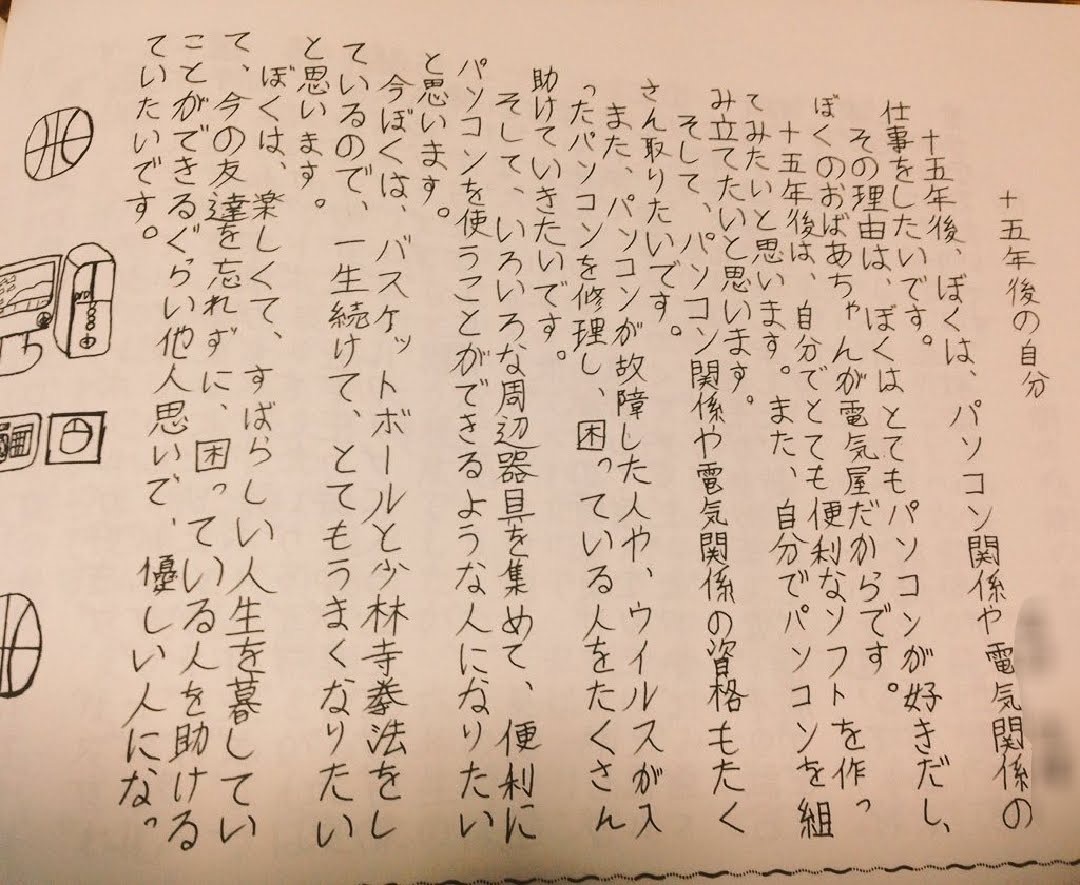 十五年後の自分
十五年後、ぼくは、パソコン関係や電気関係の
仕事をしたいです。
その理由は、ぼくはとてもパソコンが好きだし、
ぼくのおばあちゃんが電気屋だからです。
十五年後は、自分でとても便利なソフトを作っ
てみたいと思います。また、自分でパソコンを組
み立てたいと思います。
そして、パソコン関係や電気関係の資格もたく
さん取りたいです。
また、パソコンが故障した人や、ウイルスが入
ったパソコンを修理し、困っている人をたくさん
助けていきたいです。
そして、いろいろな周辺器具を集めて、便利に
パソコンを使うことができるような人になりたい
と思います。
今ぼくは、バスケットボールと少林寺拳法をし
ているので、一生続けて、とてもうまくなりたい
と思います。
ぼくは、楽しくて、すばらしい人生を暮してい
て、今の友達を忘れずに、困っている人を助ける
ことができるぐらい他人思いで、優しい人になっ
ていたいです。